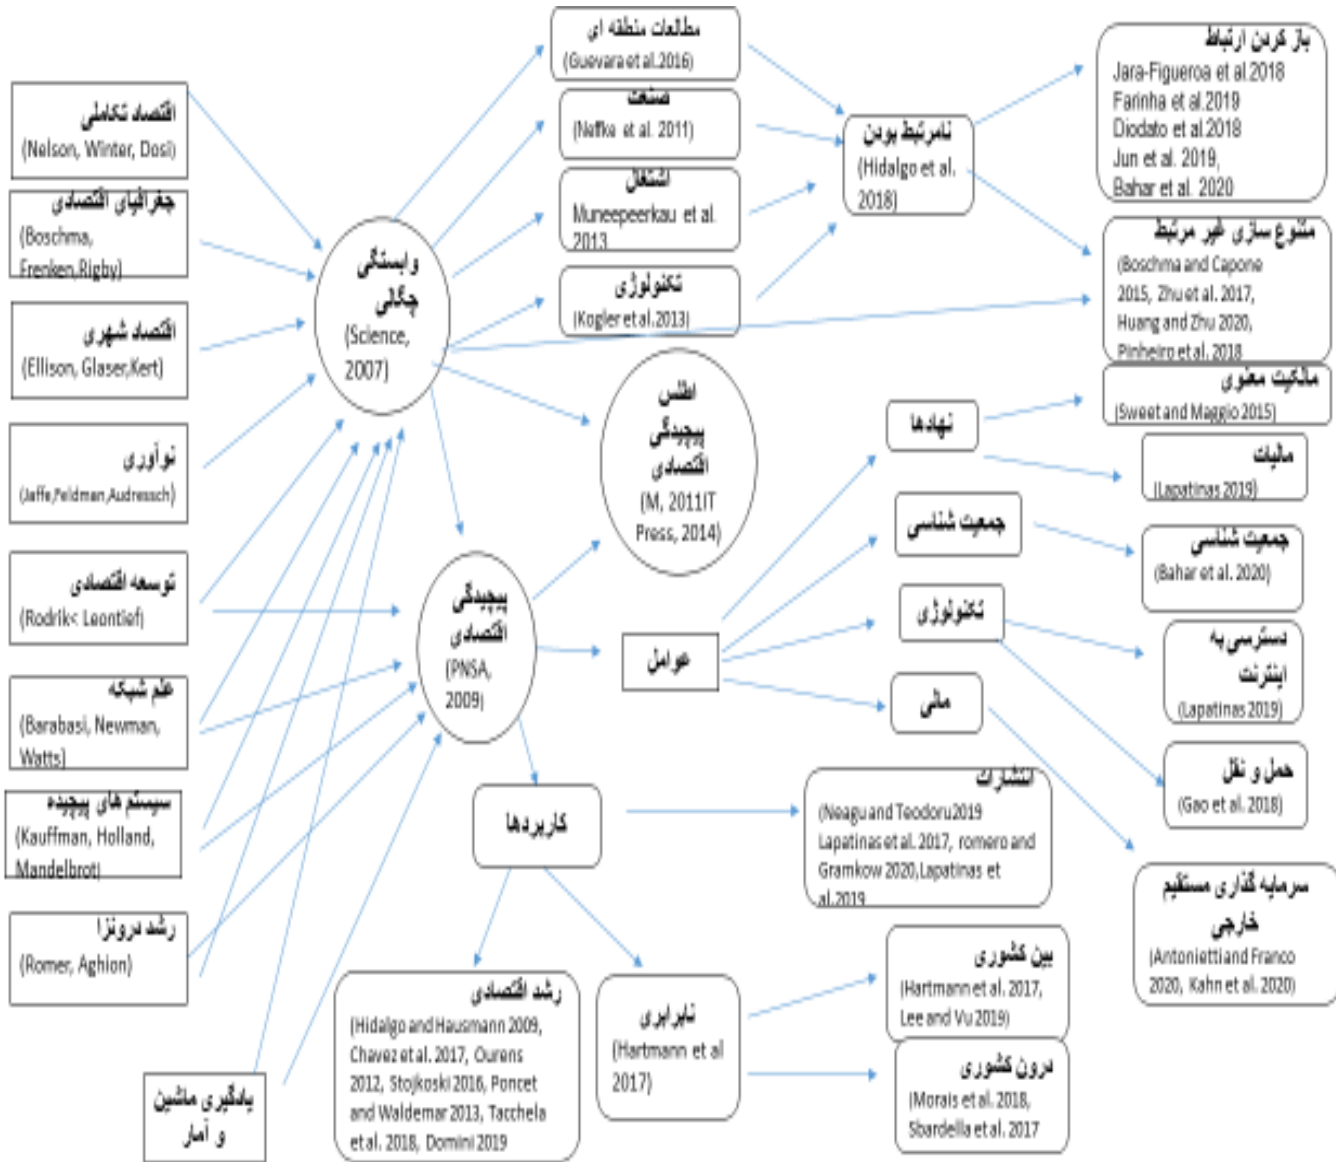 اقتصاد تکاملی
(Nelson, Winter, Dosi)
جغرافیای اقتصادی
(Boschma,
Frenken,Rigby)
اقتصاد شهری
(Ellison, Glaser,Kert)
نوآوری
(Jaffe,Feldman,Audressch)
توسعه اقتصادی
(Rodrik< Leontief)
علم شبکه
(Barabasi, Newman,
Watts)
سیستم های پیچیده
(Kauffman, Holland,
Mandelbrot)
رشد درونزا
(Romer, Aghion)
یادگیری ماشین
و آمار
وابستگی
چگالی
(Science,
2007)
پیچیدگی
اقتصادی
(PNSA,
2009)
اطلس
پیچیدگی
اقتصادی
(M, 2011IT
Press, 2014)
مطالعات منطقه ای
(Guevara et al.2016)
صنعت
(Neffke et al. 2011)
اشتغال
Muneepeerkau et al.
2013
تکنولوژی
(Kogler et al.2013)
نامرتبط بودن
(Hidalgo et al.
2018)
باز کردن ارتباط
Jara-Figueroa et al.2018
Farinha et al.2019
Diodato et al.2018
Jun et al. 2019,
Bahar et al. 2020
متنوع سازی غیر مرتبط
(Boschma and Capone
2015, Zhu et al. 2017,
Huang and Zhu 2020,
Pinheiro et al. 2018
عوامل
نهادها
جمعیت شناسی
تکنولوژی
مالی
مالکیت معنوی
(Sweet and Maggio 2015)
مالیات
(Lapatinas 2019)
جمعیت شناسی
(Bahar et al. 2020)
دسترسی به
اینترنت
(Lapatinas 2019)
حمل و نقل
(Gao et al. 2018)
سرمایه گذاری مستقیم
خارجی
(Antonietti and Franco
2020, Kahn et al. 2020)
کاربردها
انتشارات
(Neagu and Teodoru2019
Lapatinas et al. 2017, romero and
Gramkow 2020,Lapatinas et
al.2019
رشد اقتصادی
(Hidalgo and Hausmann 2009,
Chavez et al. 2017, Ourens
2012, Stojkoski 2016, Poncet
and Waldemar 2013, Tacchela
et al. 2018, Domini 2019
نابرابری
(Hartmann et al
2017)
بین کشوری
(Hartmann et al. 2017,
Lee and Vu 2019)
درون کشوری
(Morais et al. 2018,
Sbardella et al. 2017